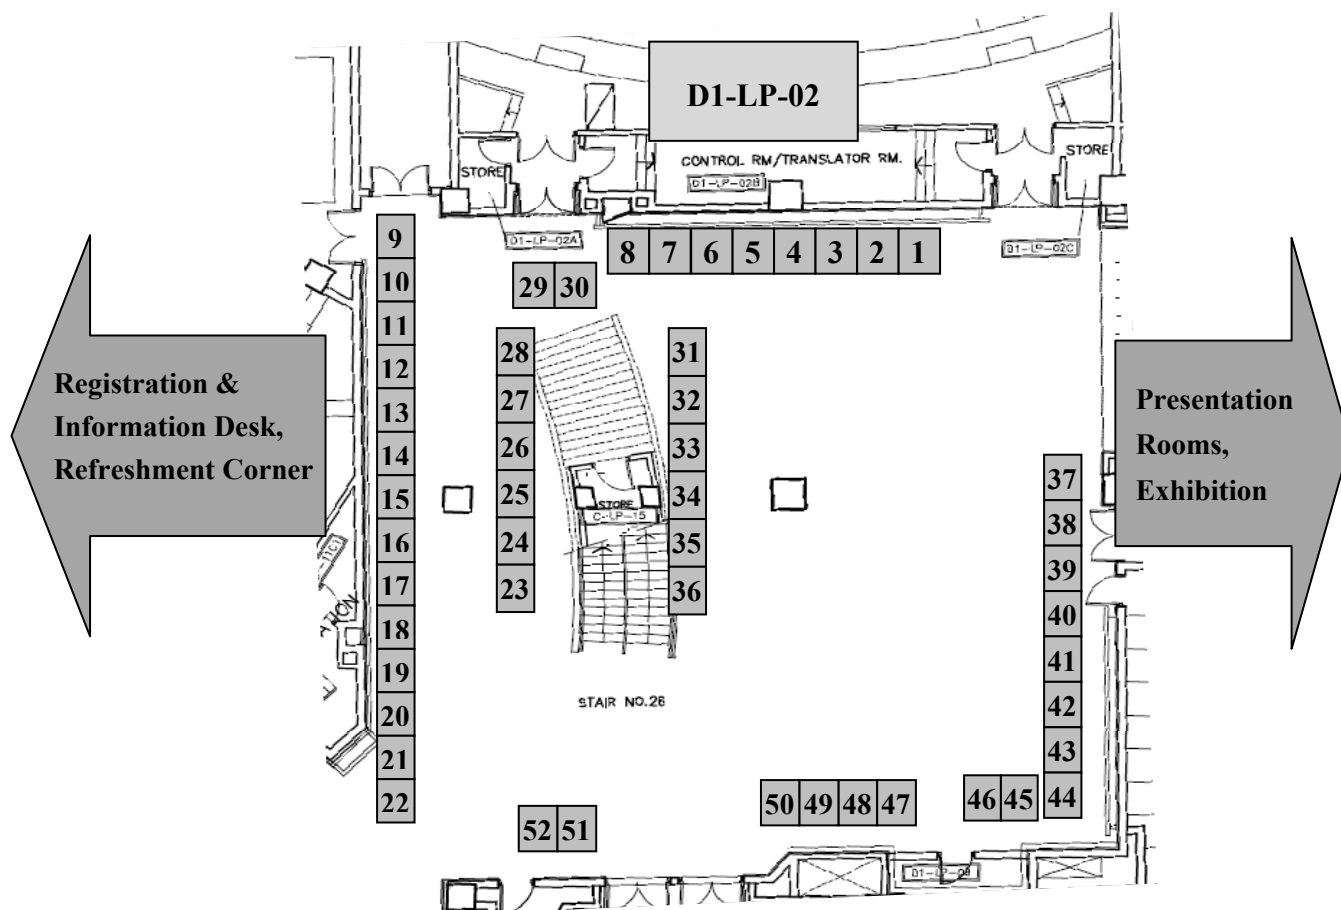 D1-LP-02
CONTROL RM/TRANSLATOR RM.
STORE
STORE
D1-LP-02B
D1-LP-02A
D1-LP-02C
8 7 6 5 4 3 2 1
9
10
11
12
13
14
15
16
17
18
19
20
21
22
29 30
28
27
26
25
24
23
31
32
33
34
35
36
STORE
C-LP-15
Registration &
Information Desk,
Refreshment Corner
Presentation
Rooms,
Exhibition
37
38
39
40
41
42
43
44
STAIR NO.26
50 49 48 47
46 45
52 51